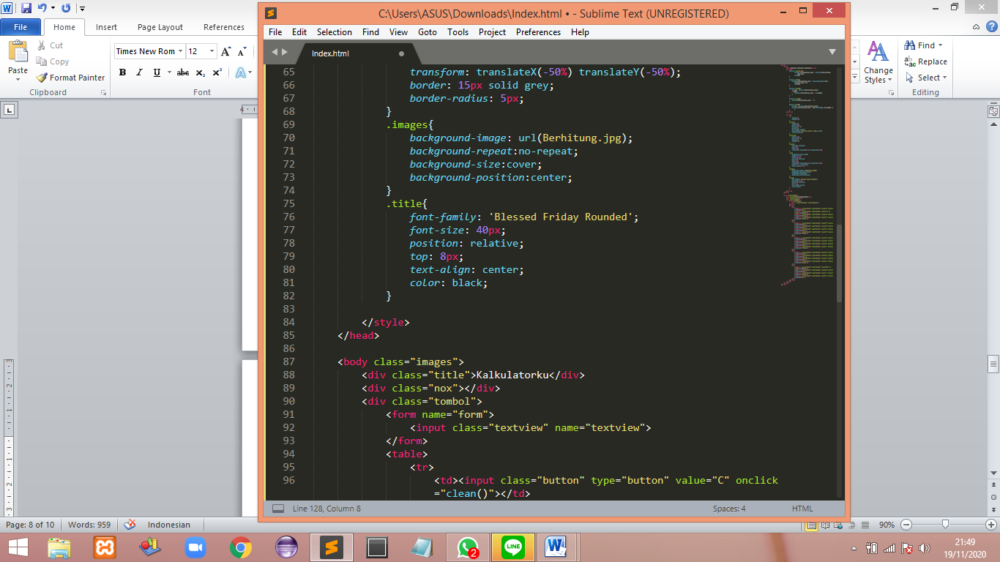 C:\Users\ASUS\Downloads\Index.html • - Sublime Text (UNREGISTERED)
File Home Insert Page Layout References
File Edit Selection Find View Goto Tools Project Preferences Help
Paste
Cut
Copy
Format Painter
Clipboard
Times New Rom 12
B I U abc X₂ X²
Font
Change Styles
Find
Replace
Select
Editing
Index.html
65 transform: translateX(-50%) translateY(-50%);
66 border: 15px solid grey;
67 border-radius: 5px;
68 }
69 .images{
70 background-image: url(Berhitung.jpg);
71 background-repeat:no-repeat;
72 background-size:cover;
73 background-position:center;
74 }
75 .title{
76 font-family: 'Blessed Friday Rounded';
77 font-size: 40px;
78 position: relative;
79 top: 8px;
80 text-align: center;
81 color: black;
82 }
83
84 </style>
85 </head>
86
87 <body class="images">
88 <div class="title">Kalkulatorku</div>
89 <div class="nox"></div>
90 <div class="tombol">
91 <form name="form">
92 <input class="textview" name="textview">
93 </form>
94 <table>
95 <tr>
96 <td><input class="button" type="button" value="C" onclick
="clean()"></td>
Line 128, Column 8 Spaces: 4 HTML
Page: 8 of 10 Words: 959 Indonesian 90%
2
LINE
21:49
19/11/2020